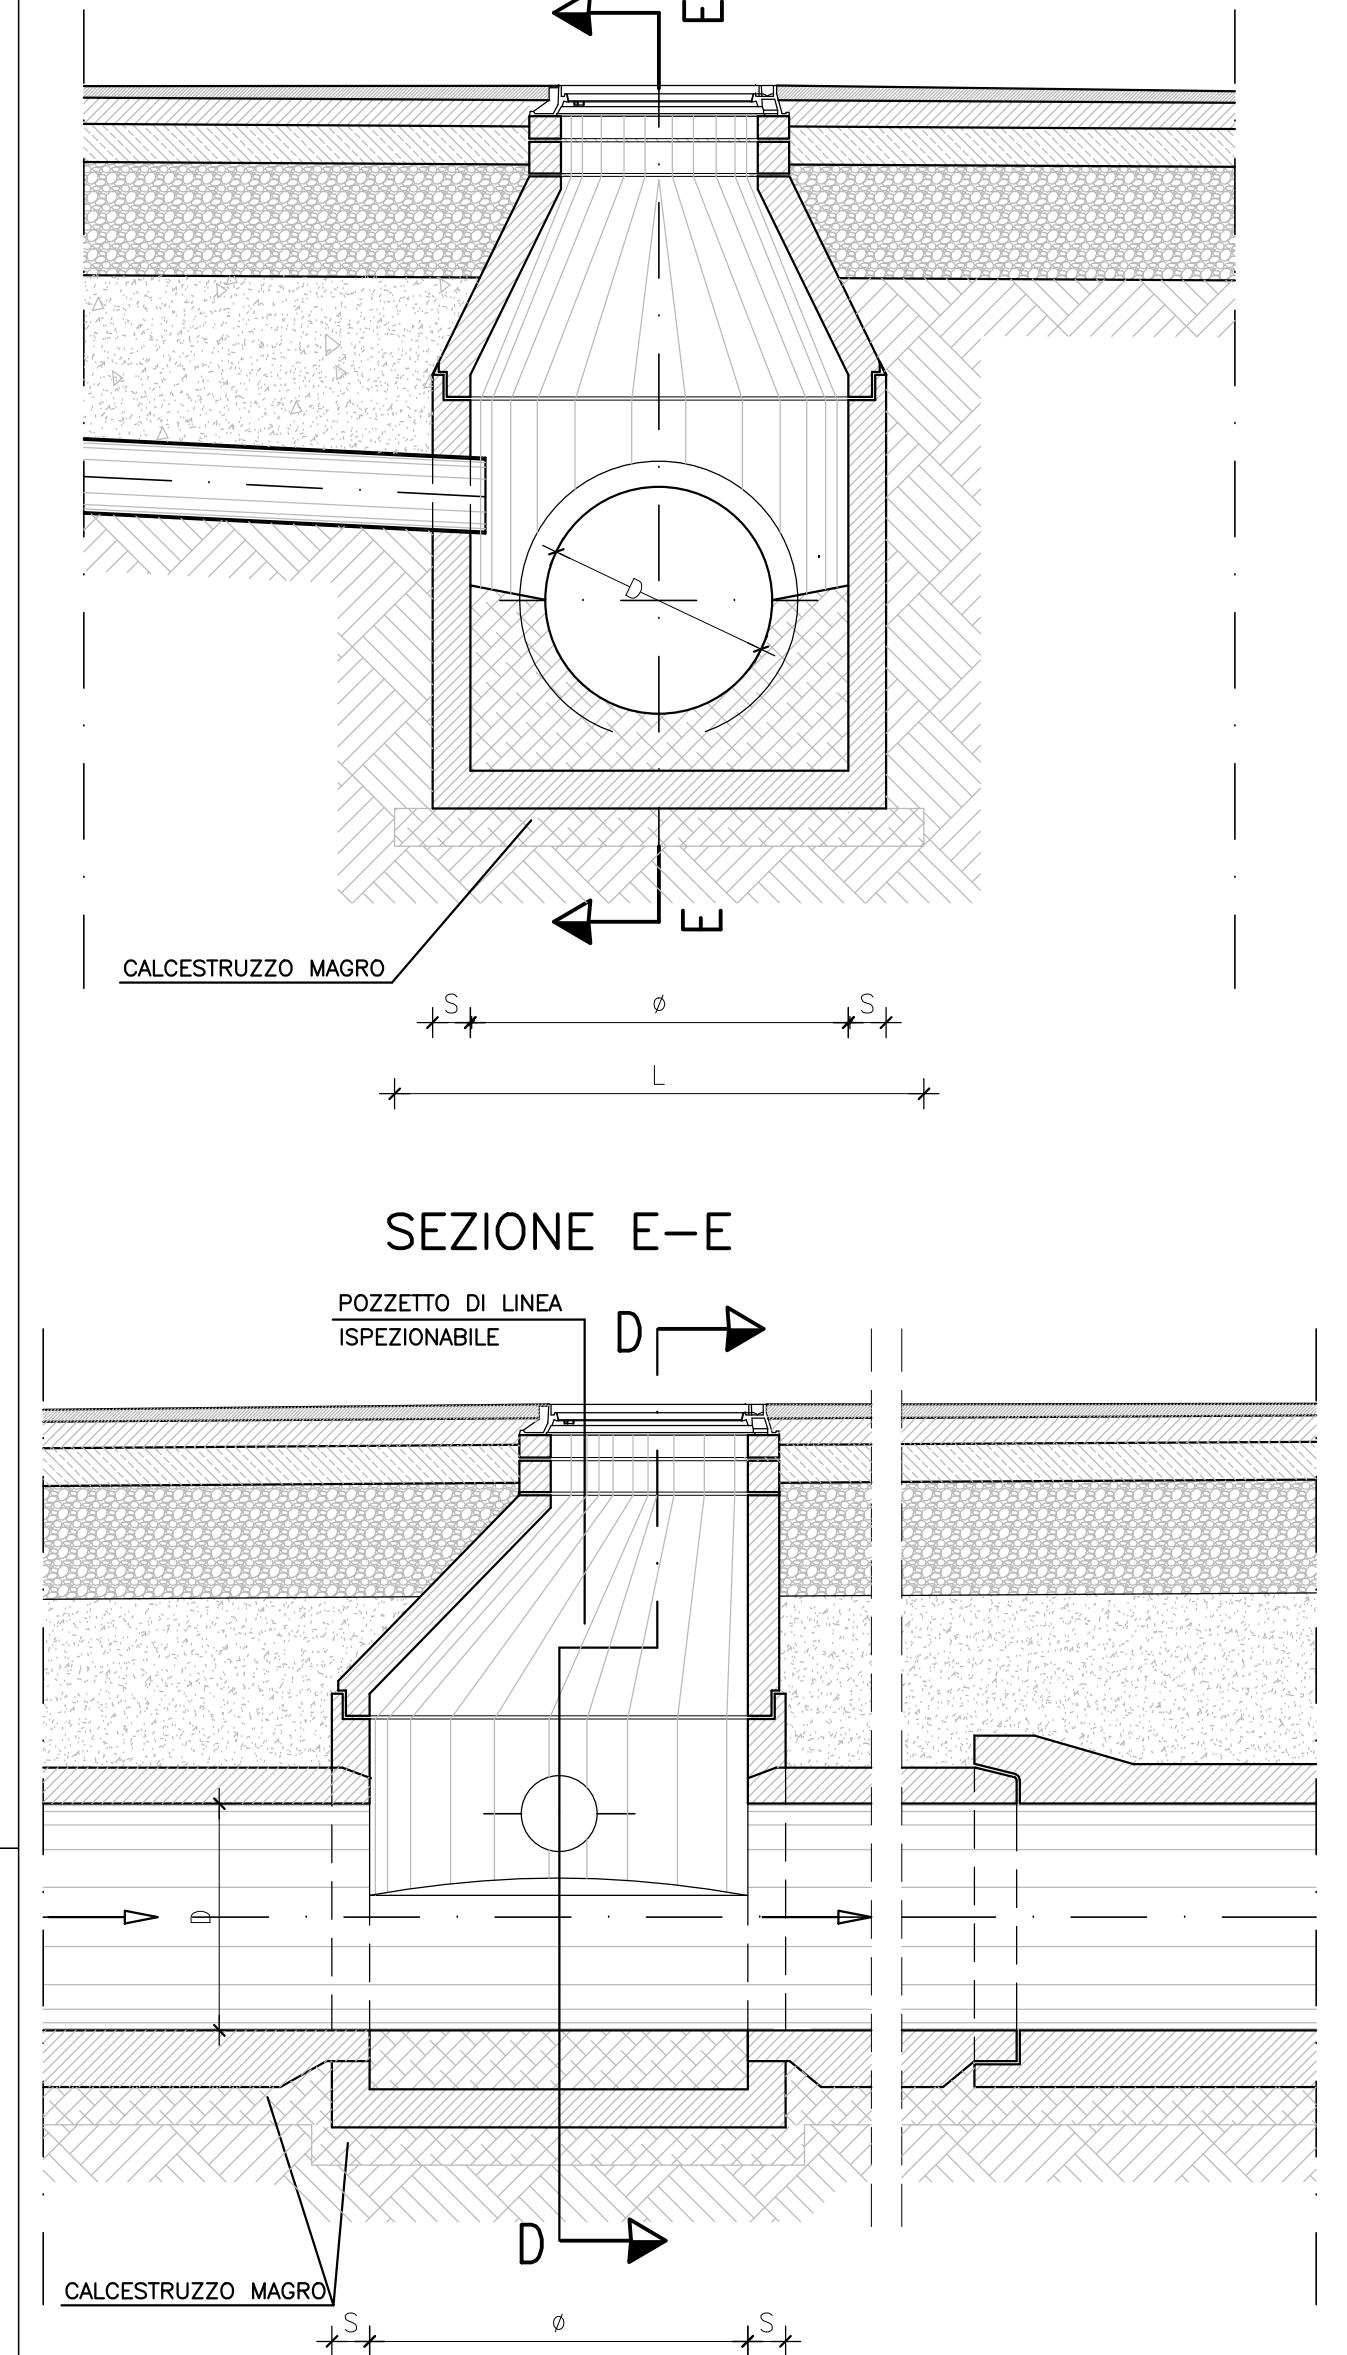 E
D
E
CALCESTRUZZO MAGRO
S ø S
L
SEZIONE E-E
POZZETTO DI LINEA
ISPEZIONABILE
D
D
D
CALCESTRUZZO MAGRO
S ø S